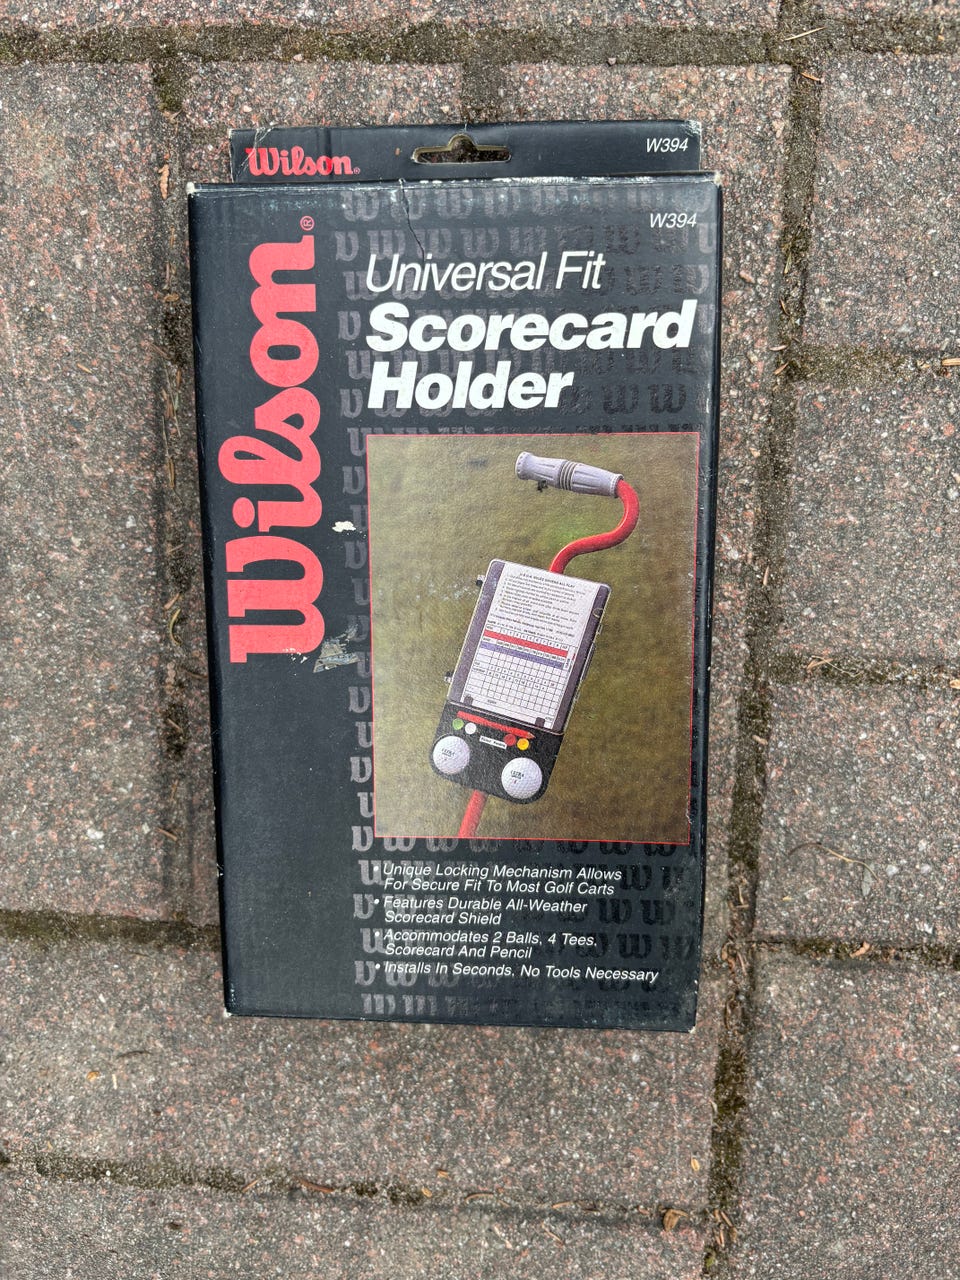 Wilson®
W394
W394
Wilson®
Universal Fit
Scorecard
Holder
• Unique Locking Mechanism Allows
For Secure Fit To Most Golf Carts
• Features Durable All-Weather
Scorecard Shield
• Accommodates 2 Balls, 4 Tees,
Scorecard And Pencil
• Installs In Seconds, No Tools Necessary